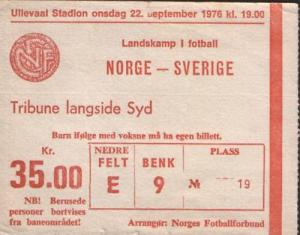 Ullevaal Stadion onsdag 22. september 1976 kl. 19.00
Landskamp i fotball
NORGE — SVERIGE
Tribune langside Syd
Barn ifølge med voksne må ha egen billett.
Kr.
35.00
NB! Berusede
personer bortvises
fra baneområdet!
NEDRE
FELT
E
BENK
9
PLASS
№ 19
Arrangør: Norges Fotballforbund